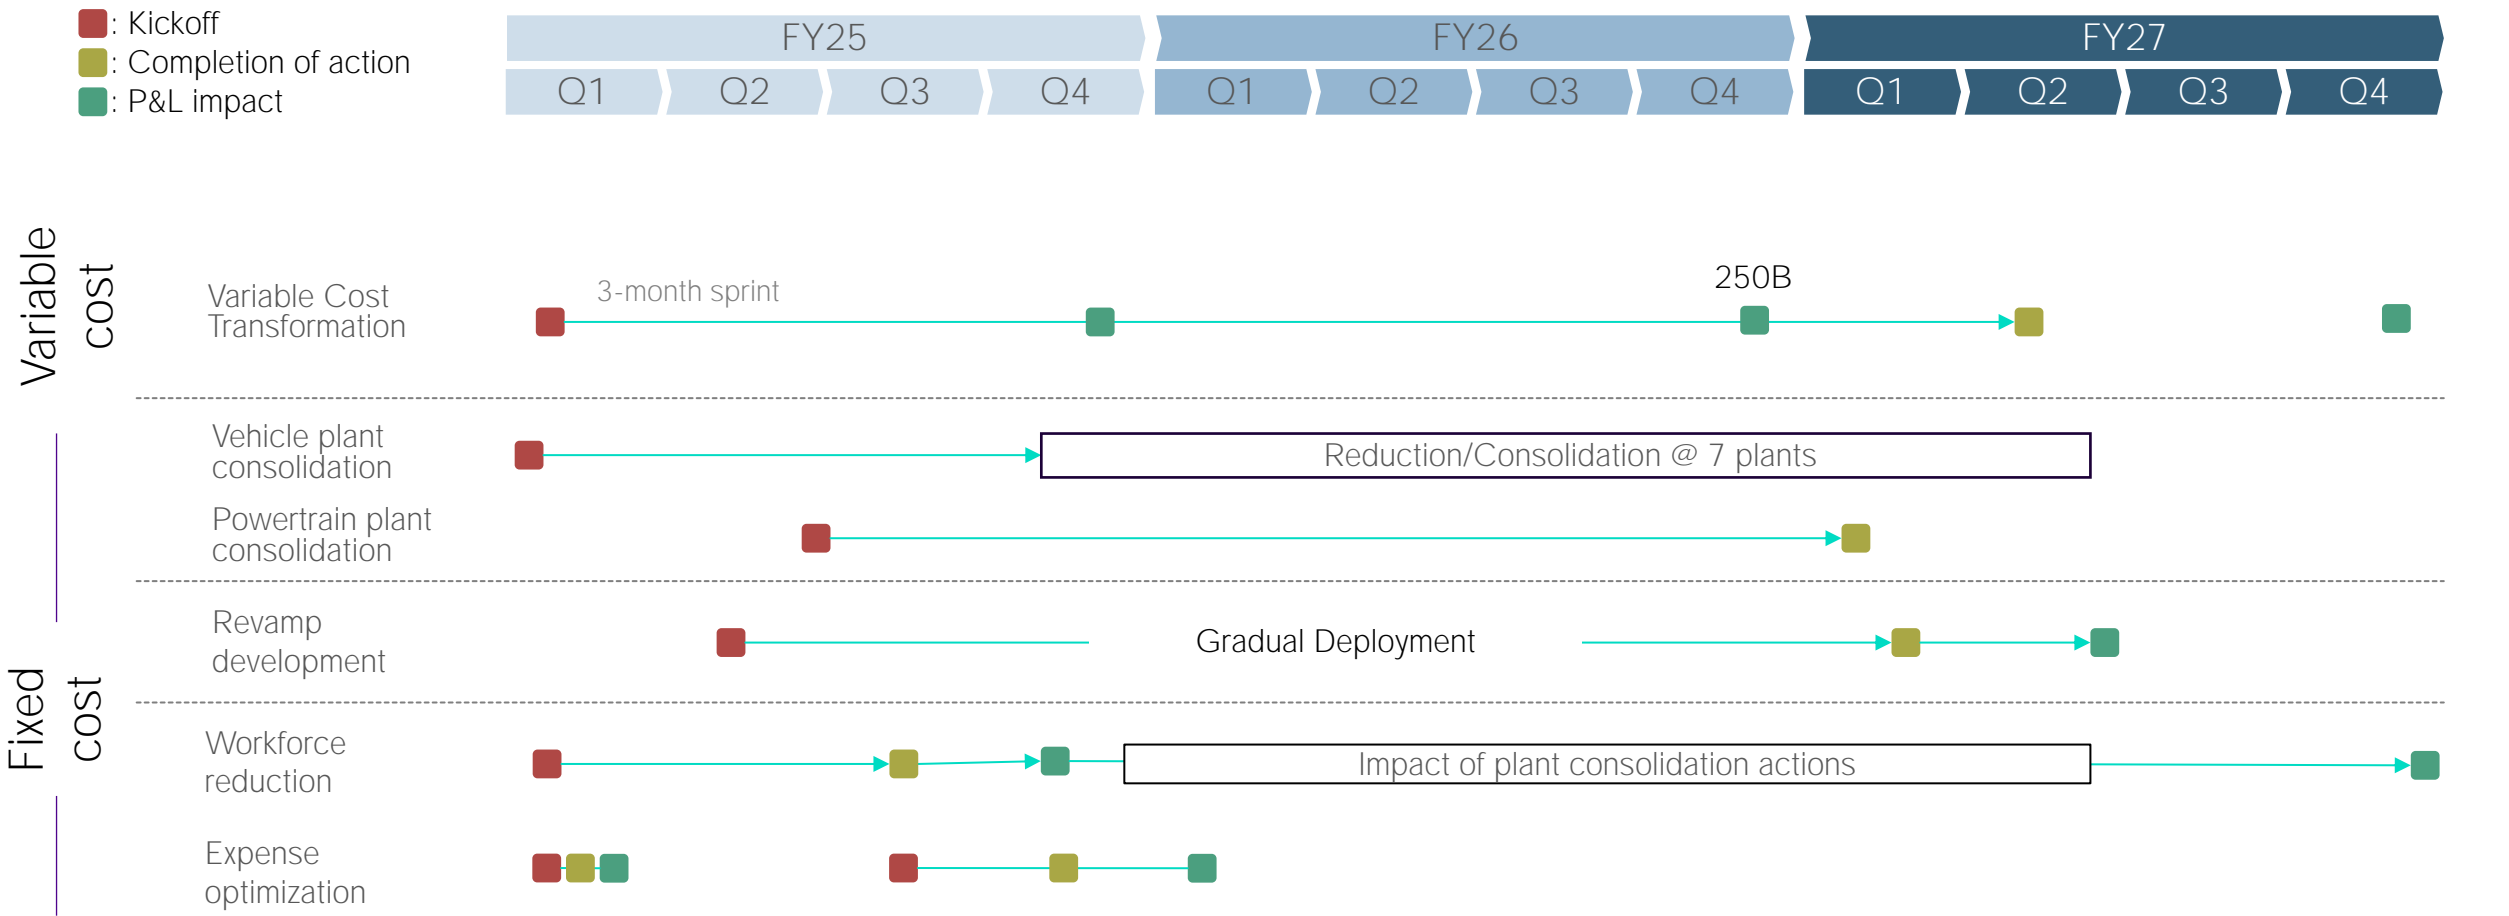 : Kickoff
: Completion of action
: P&L impact
FY25
FY26
FY27
Q1
Q2
Q3
Q4
Q1
Q2
Q3
Q4
Q1
Q2
Q3
Q4
Variable
cost
Variable Cost
Transformation
3-month sprint
250B
Fixed
cost
Vehicle plant
consolidation
Reduction/Consolidation @ 7 plants
Powertrain plant
consolidation
Revamp
development
Gradual Deployment
Workforce
reduction
Impact of plant consolidation actions
Expense
optimization